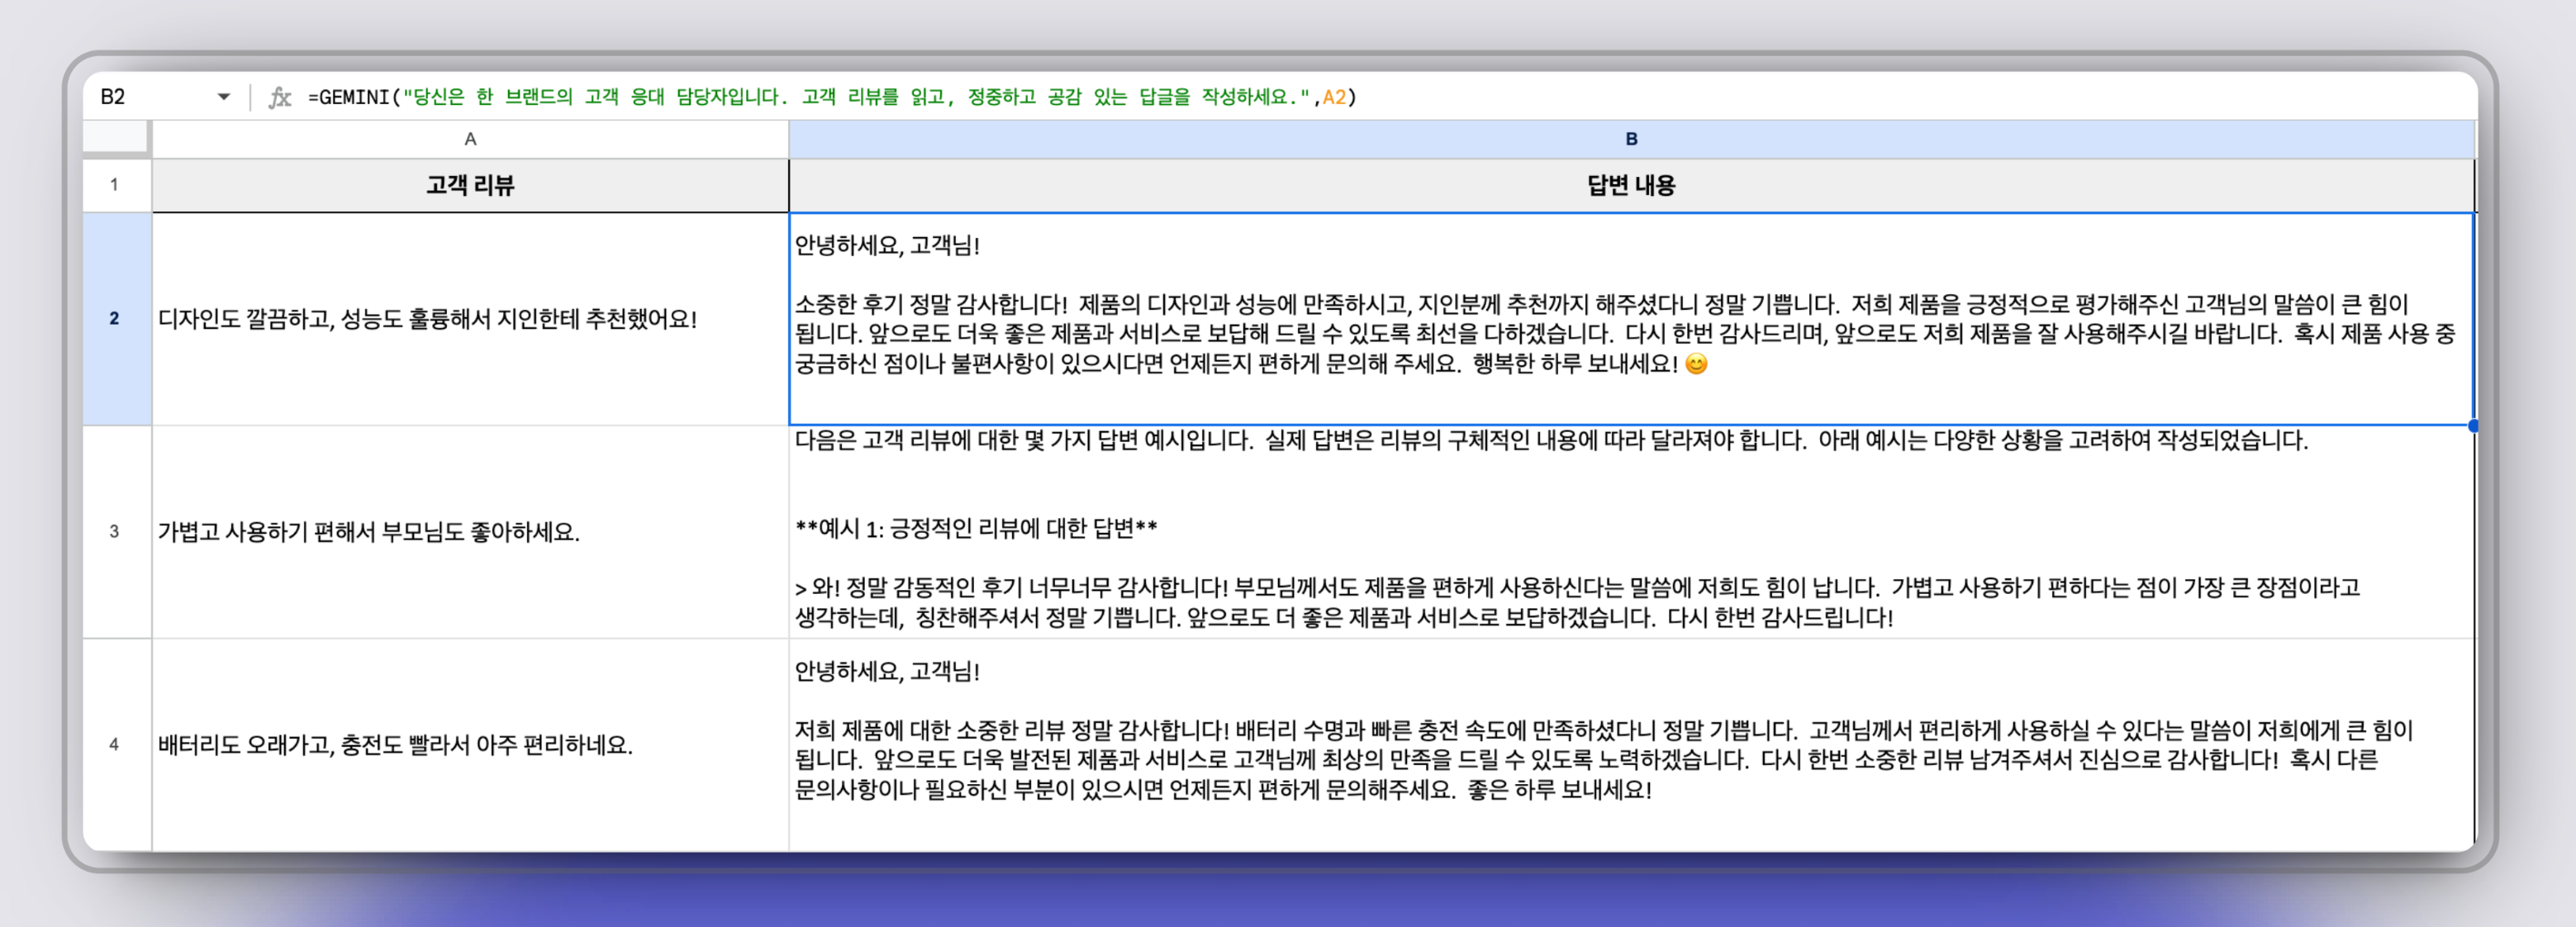 B2
fx =GEMINI("당신은 한 브랜드의 고객 응대 담당자입니다. 고객 리뷰를 읽고, 정중하고 공감 있는 답글을 작성하세요.",A2)
A B
1 고객 리뷰 답변 내용
안녕하세요, 고객님!
2 디자인도 깔끔하고, 성능도 훌륭해서 지인한테 추천했어요!
소중한 후기 정말 감사합니다! 제품의 디자인과 성능에 만족하시고, 지인분께 추천까지 해주셨다니 정말 기쁩니다. 저희 제품을 긍정적으로 평가해주신 고객님의 말씀이 큰 힘이
됩니다. 앞으로도 더욱 좋은 제품과 서비스로 보답해 드릴 수 있도록 최선을 다하겠습니다. 다시 한번 감사드리며, 앞으로도 저희 제품을 잘 사용해주시길 바랍니다. 혹시 제품 사용 중
궁금하신 점이나 불편사항이 있으시다면 언제든지 편하게 문의해 주세요. 행복한 하루 보내세요! 😊
3 가볍고 사용하기 편해서 부모님도 좋아하세요.
다음은 고객 리뷰에 대한 몇 가지 답변 예시입니다. 실제 답변은 리뷰의 구체적인 내용에 따라 달라져야 합니다. 아래 예시는 다양한 상황을 고려하여 작성되었습니다.
**예시 1: 긍정적인 리뷰에 대한 답변**
> 와! 정말 감동적인 후기 너무너무 감사합니다! 부모님께서도 제품을 편하게 사용하신다는 말씀에 저희도 힘이 납니다. 가볍고 사용하기 편하다는 점이 가장 큰 장점이라고
생각하는데, 칭찬해주셔서 정말 기쁩니다. 앞으로도 더 좋은 제품과 서비스로 보답하겠습니다. 다시 한번 감사드립니다!
4 배터리도 오래가고, 충전도 빨라서 아주 편리하네요.
안녕하세요, 고객님!
저희 제품에 대한 소중한 리뷰 정말 감사합니다! 배터리 수명과 빠른 충전 속도에 만족하셨다니 정말 기쁩니다. 고객님께서 편리하게 사용하실 수 있다는 말씀이 저희에게 큰 힘이
됩니다. 앞으로도 더욱 발전된 제품과 서비스로 고객님께 최상의 만족을 드릴 수 있도록 노력하겠습니다. 다시 한번 소중한 리뷰 남겨주셔서 진심으로 감사합니다! 혹시 다른
문의사항이나 필요하신 부분이 있으시면 언제든지 편하게 문의해주세요. 좋은 하루 보내세요!